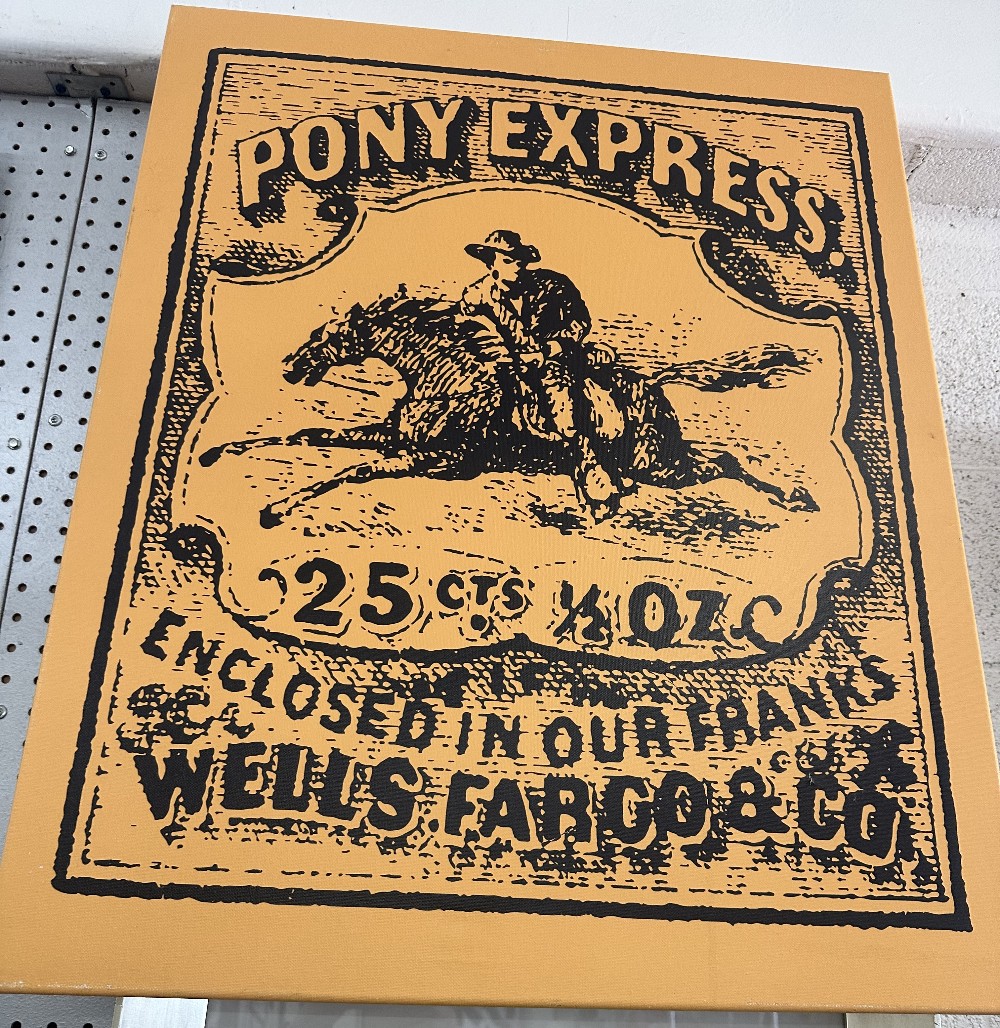 PONY EXPRESS.
25 CTS. ½ OZ.
ENCLOSED IN OUR FRANKS
WELLS. FARGO & CO.